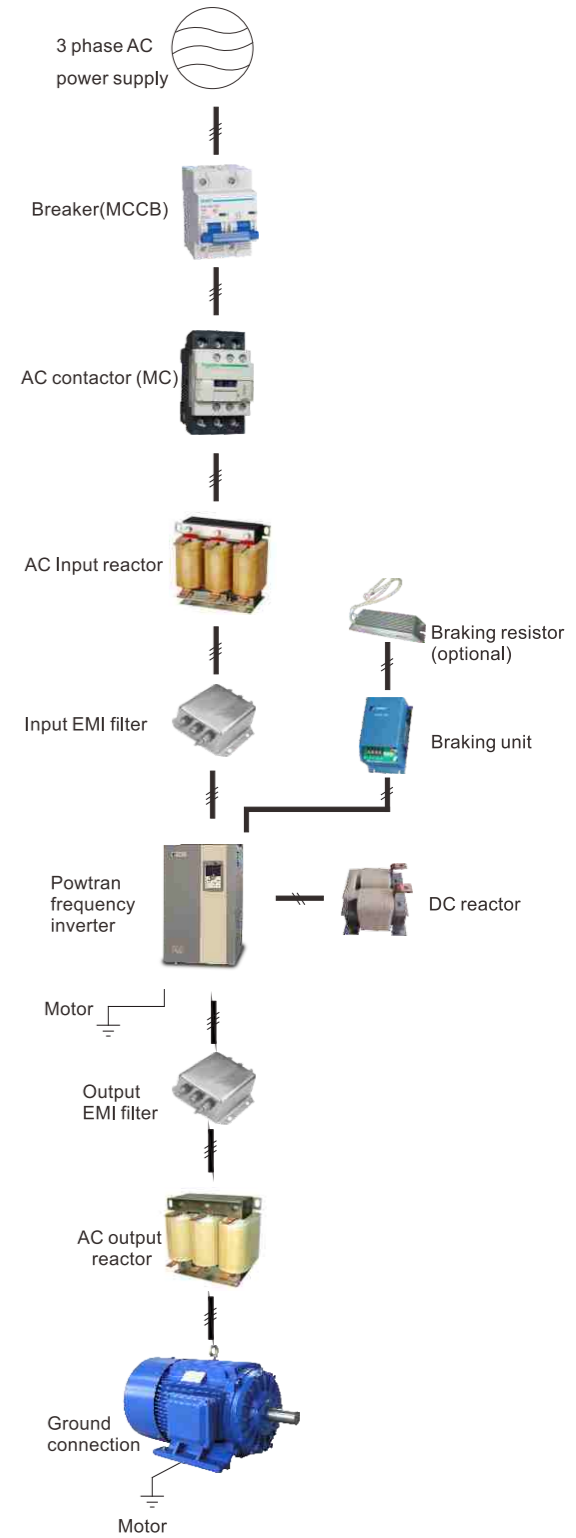 3 phase AC
power supply
Breaker(MCCB)
AC contactor (MC)
AC Input reactor
Braking resistor
(optional)
Input EMI filter
Braking unit
Powtran
frequency
inverter
DC reactor
Motor
Output
EMI filter
AC output
reactor
Ground
connection
Motor